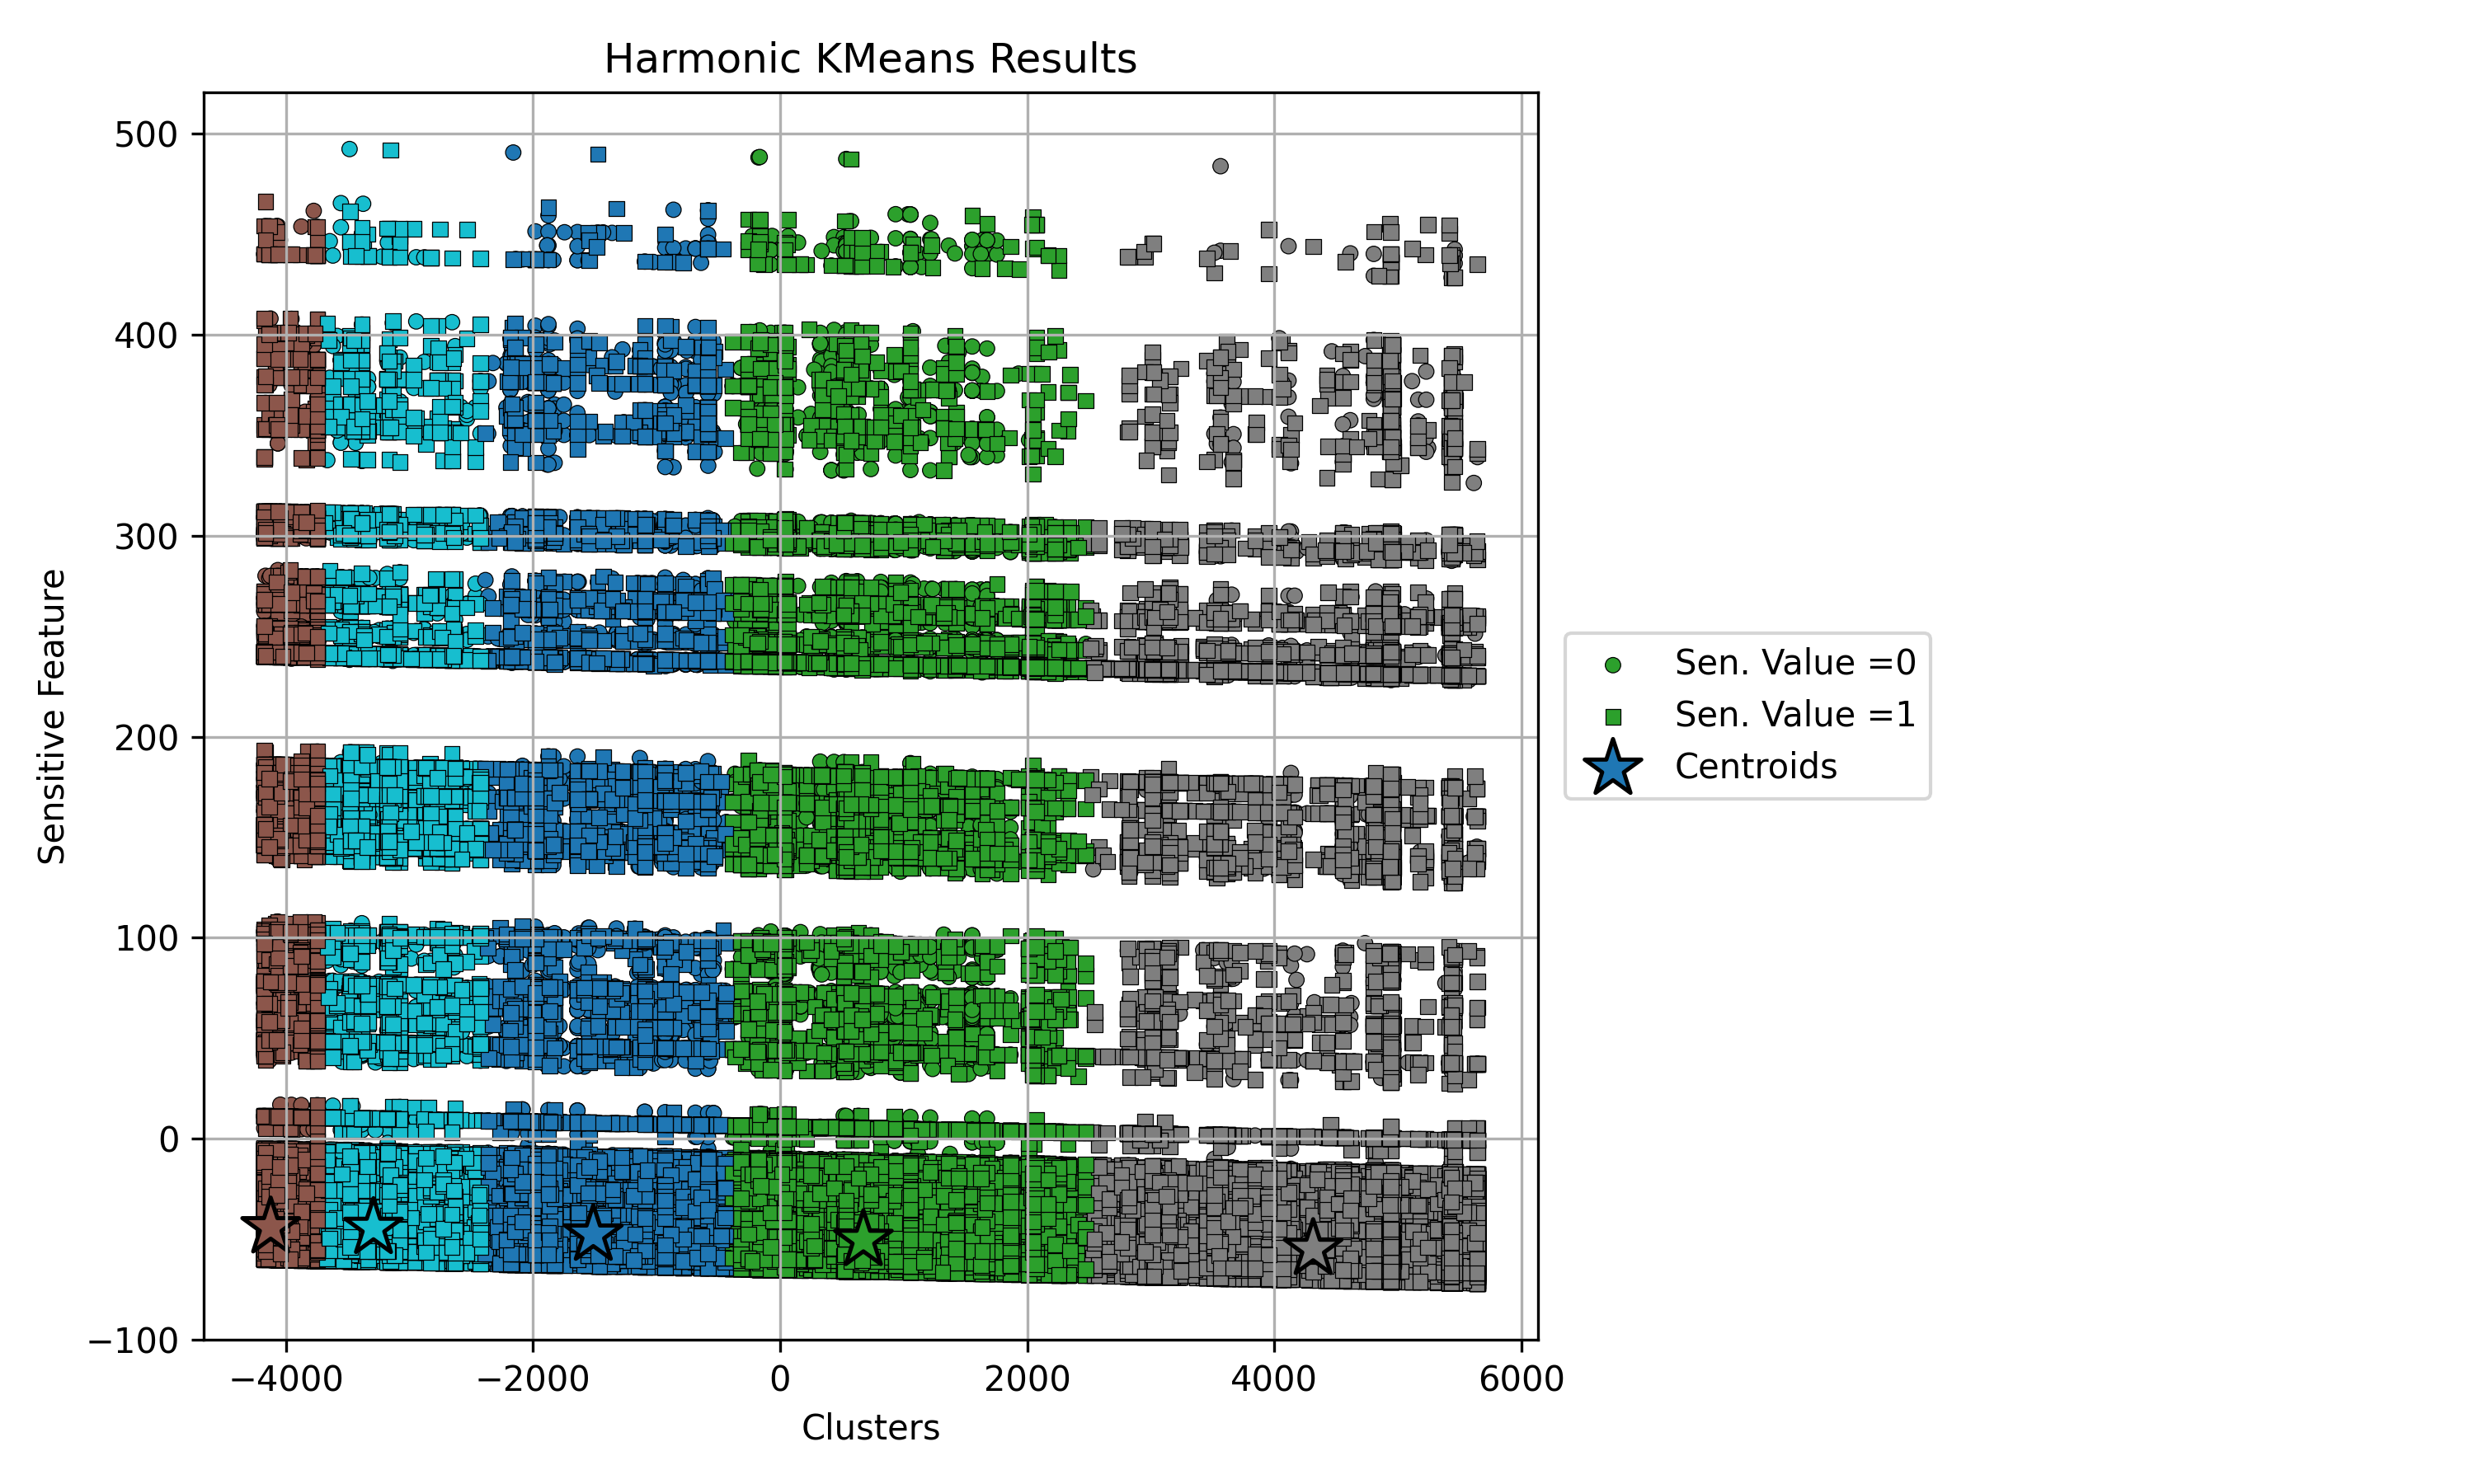 Harmonic KMeans Results
500
400
300
200
100
0
−100
Sensitive Feature
−4000 −2000 0 2000 4000 6000
Clusters
Sen. Value =0
Sen. Value =1
Centroids